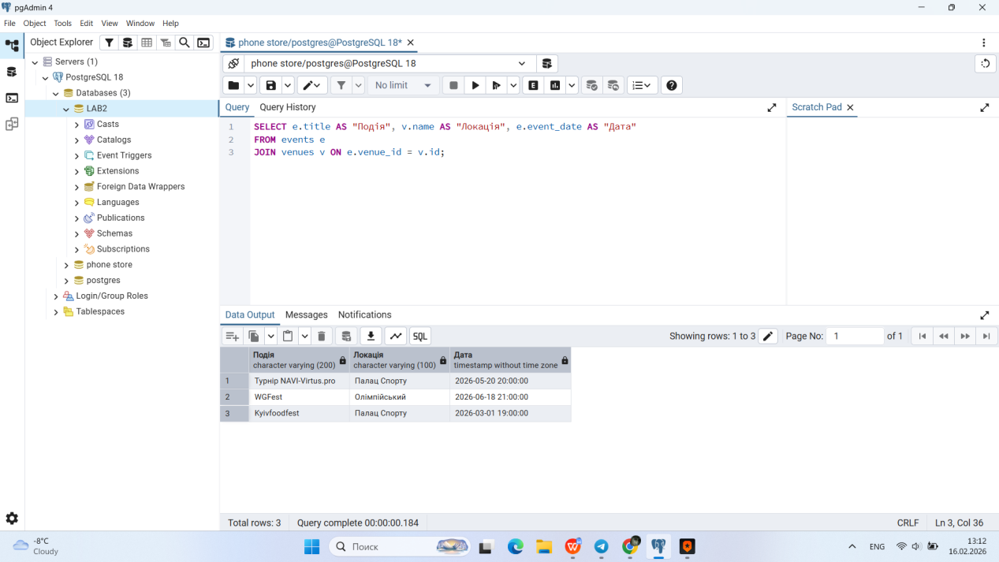 pgAdmin 4
File Object Tools Edit View Window Help
Object Explorer
phone store/postgres@PostgreSQL 18*
Servers (1)
phone store/postgres@PostgreSQL 18
PostgreSQL 18
Databases (3)
No limit
E
LAB2
Query Query History
Scratch Pad
Casts
1 SELECT e.title AS "Подія", v.name AS "Локація", e.event_date AS "Дата"
Catalogs
2 FROM events e
Event Triggers
3 JOIN venues v ON e.venue_id = v.id;
Extensions
Foreign Data Wrappers
Languages
Publications
Schemas
Subscriptions
phone store
postgres
Login/Group Roles
Tablespaces
Data Output Messages Notifications
SQL
Showing rows: 1 to 3 Page No: 1 of 1
Подія Локація Дата
character varying (200) character varying (100) timestamp without time zone
1 Турнір NAVI-Virtus.pro Палац Спорту 2026-05-20 20:00:00
2 WGFest Олімпійський 2026-06-18 21:00:00
3 Kyivfoodfest Палац Спорту 2026-03-01 19:00:00
Total rows: 3 Query complete 00:00:00.184 CRLF Ln 3, Col 36
-8°C
Cloudy
Поиск
ENG
13:12
16.02.2026